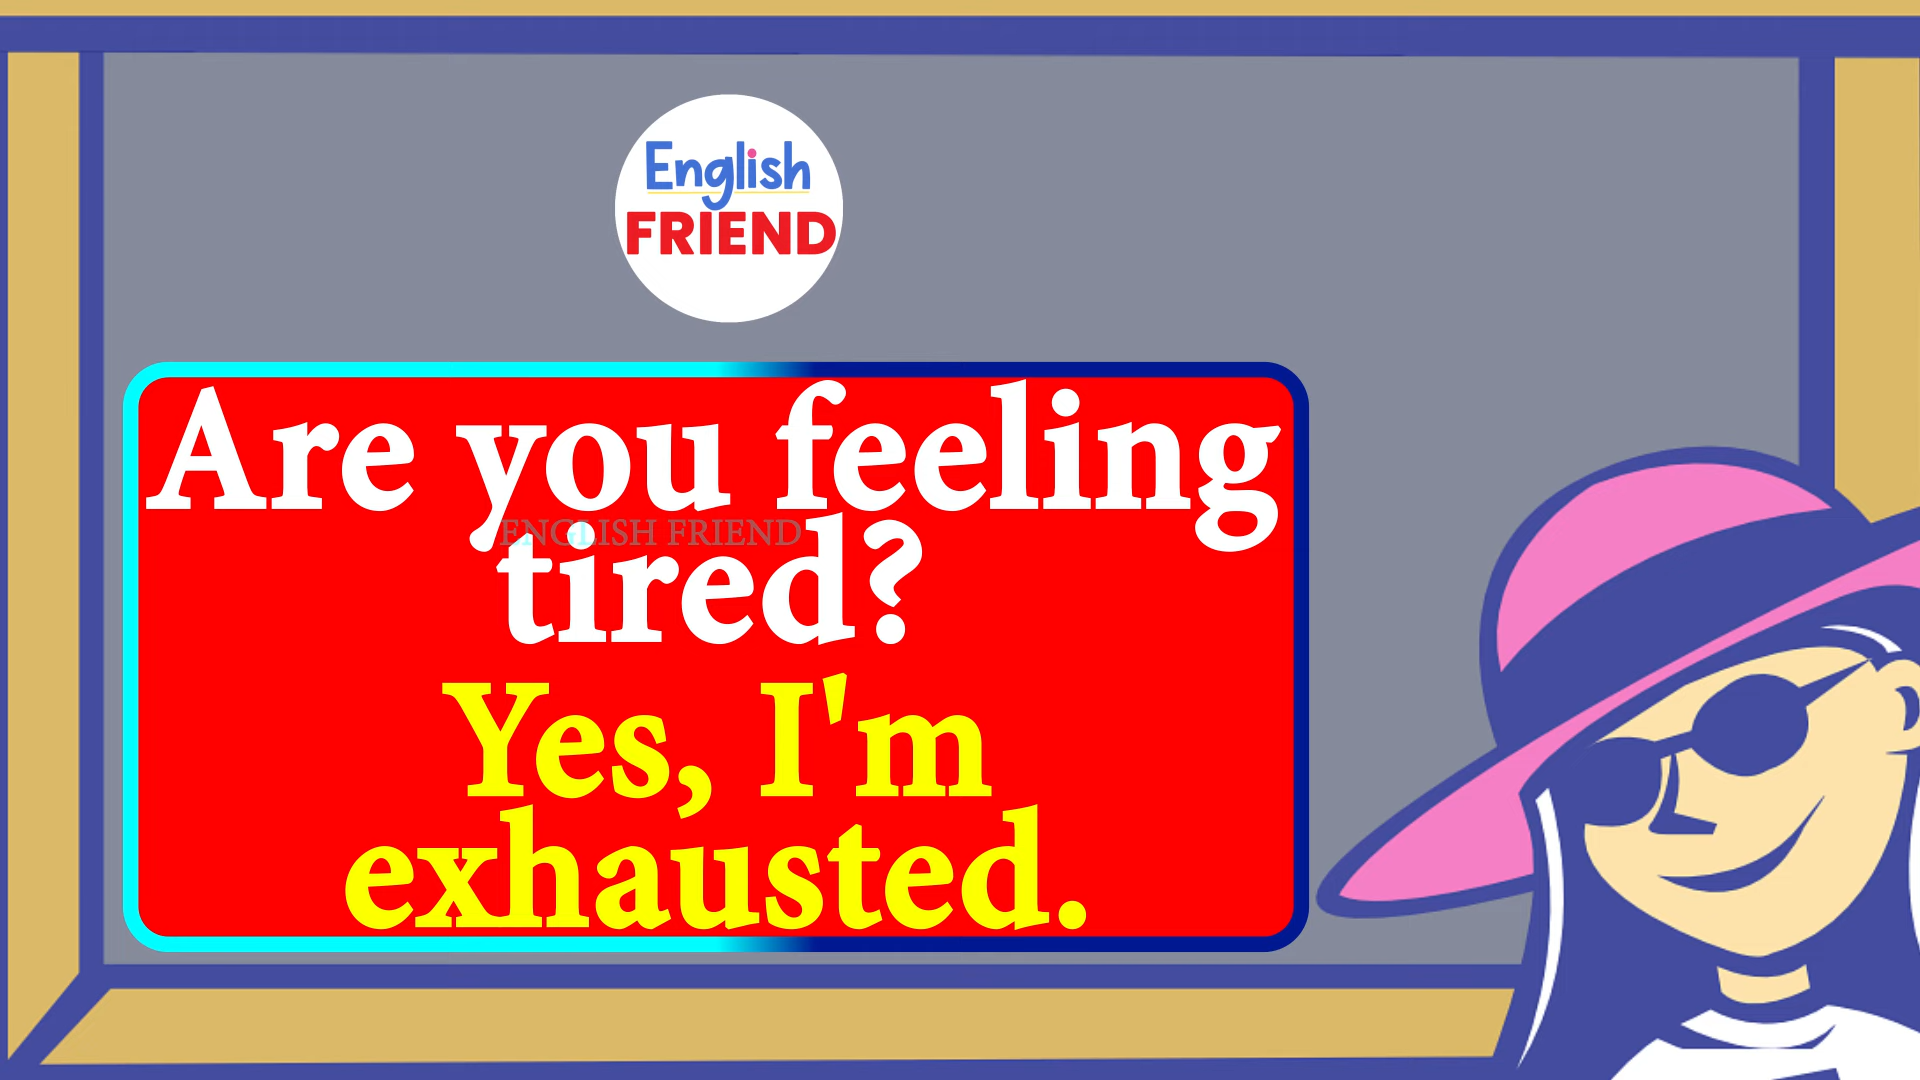 English
FRIEND
Are you feeling
ENGLISH FRIEND
tired?
Yes, I'm
exhausted.